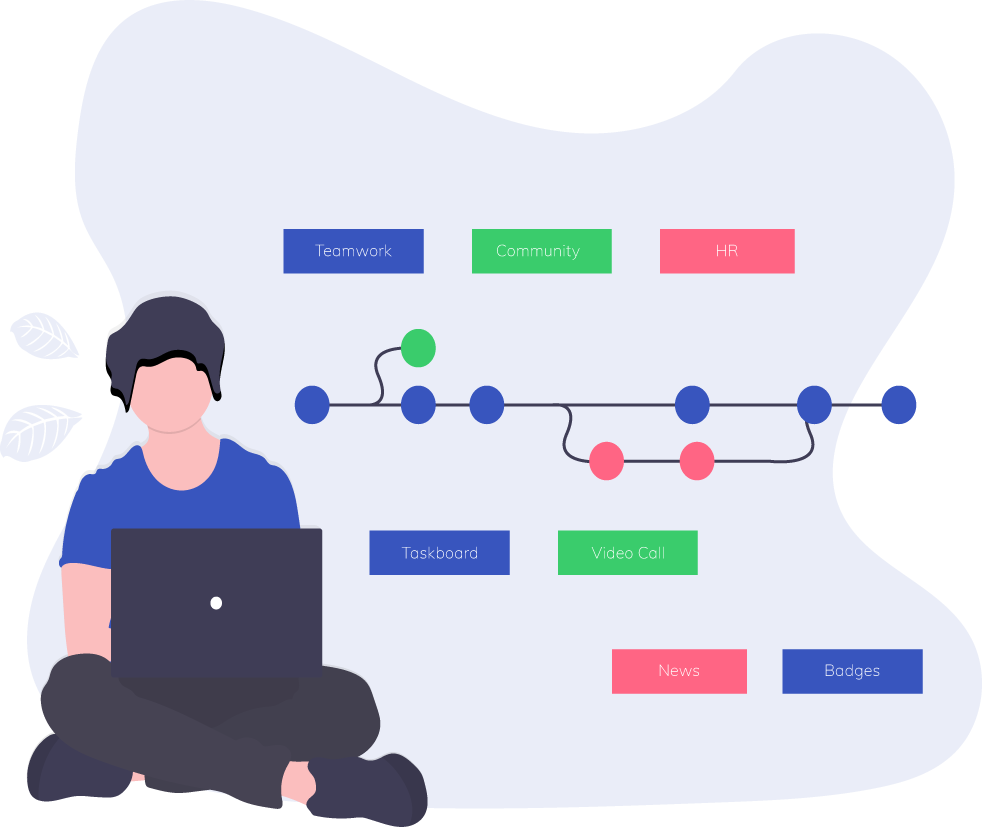 Teamwork
Community
HR
Taskboard
Video Call
News
Badges